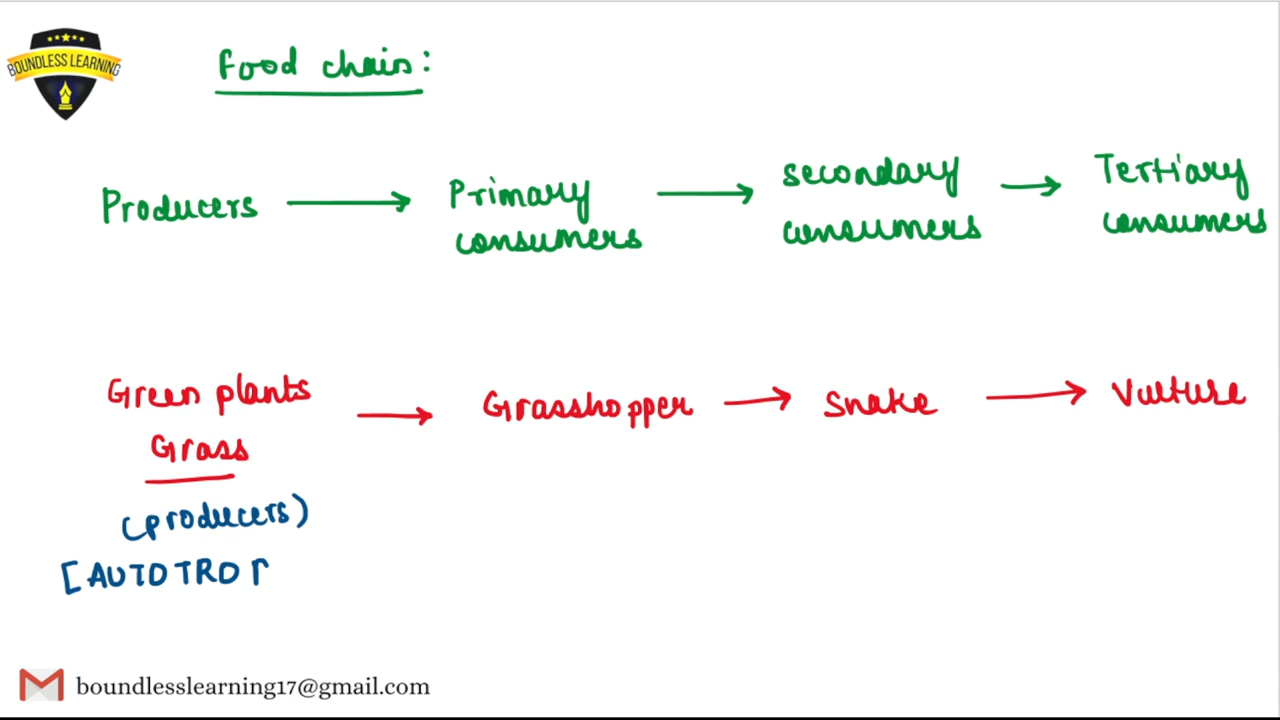 BOUNDLESS LEARNING
Food chain:
Producers → Primary consumers → secondary consumers → Tertiary consumers
Green plants → Grasshopper → Snake → Vulture
Grass
(producers)
[AUTOTRO
boundlesslearning17@gmail.com